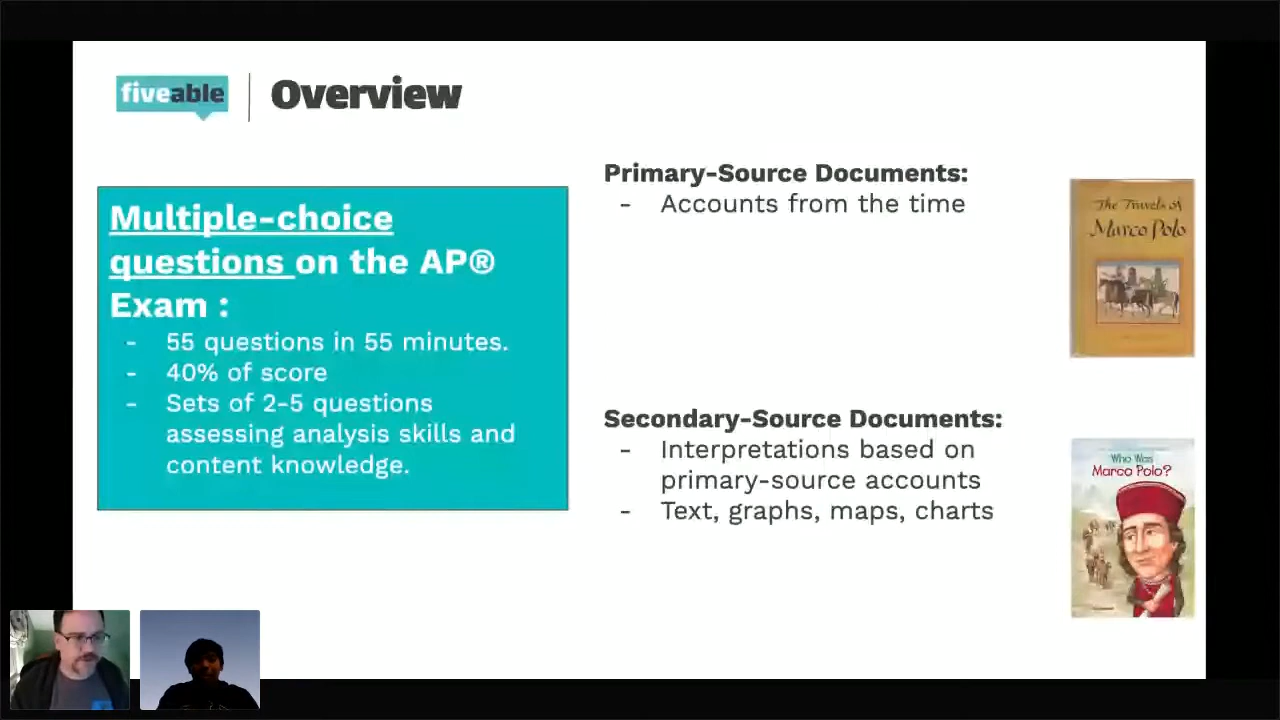 fiveable
Overview
Multiple-choice
questions on the AP®
Exam :
- 55 questions in 55 minutes.
- 40% of score
- Sets of 2-5 questions
assessing analysis skills and
content knowledge.
Primary-Source Documents:
- Accounts from the time
The Travels of
Marco Polo
Secondary-Source Documents:
- Interpretations based on
primary-source accounts
- Text, graphs, maps, charts
Who Was
Marco Polo?